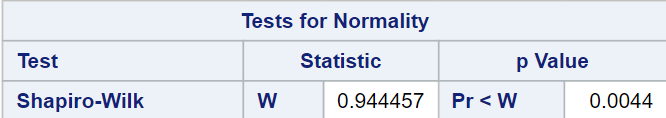 Tests for Normality
Test Statistic p Value
Shapiro-Wilk W 0.944457 Pr < W 0.0044